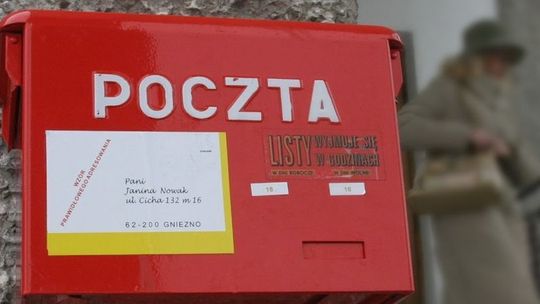 POCZTA
LISTY WYJMUJE SIĘ
W GODZINACH
W DNI ROBOCZE W DNI WOLNE
16 16
WZÓR
PRAWIDŁOWEGO ADRESOWANIA
Pani
Janina Nowak
ul. Cicha 132 m 16
62-200 GNIEZNO